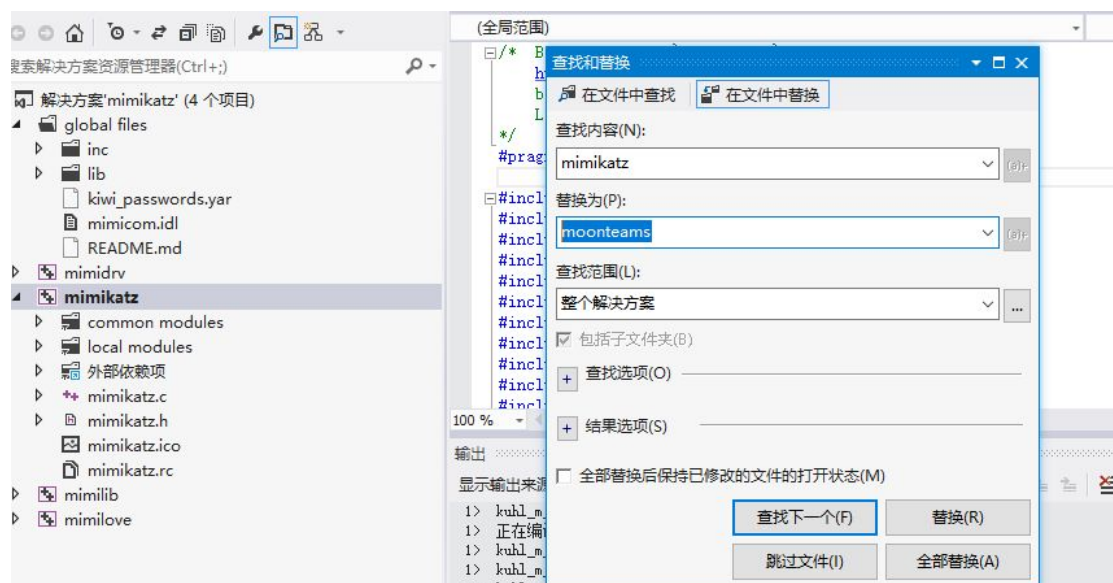 搜索解决方案资源管理器(Ctrl+;)
解决方案'mimikatz' (4 个项目)
global files
inc
lib
kiwi_passwords.yar
mimicom.idl
README.md
mimidrv
mimikatz
common modules
local modules
外部依赖项
mimikatz.c
mimikatz.h
mimikatz.ico
mimikatz.rc
mimilib
mimilove
(全局范围)
/* B
h
b
L
*/
#prag
#incl
#incl
#incl
#incl
#incl
#incl
#incl
#incl
#incl
#incl
#incl
100 %
输出
显示输出来源
1> kuhl_m_
1> 正在编
1> kuhl_m_
1> kuhl_m_
查找和替换
在文件中查找
在文件中替换
查找内容(N):
mimikatz
替换为(P):
moonteams
查找范围(L):
整个解决方案
...
包括子文件夹(B)
查找选项(O)
结果选项(S)
全部替换后保持已修改的文件的打开状态(M)
查找下一个(F)
替换(R)
跳过文件(I)
全部替换(A)